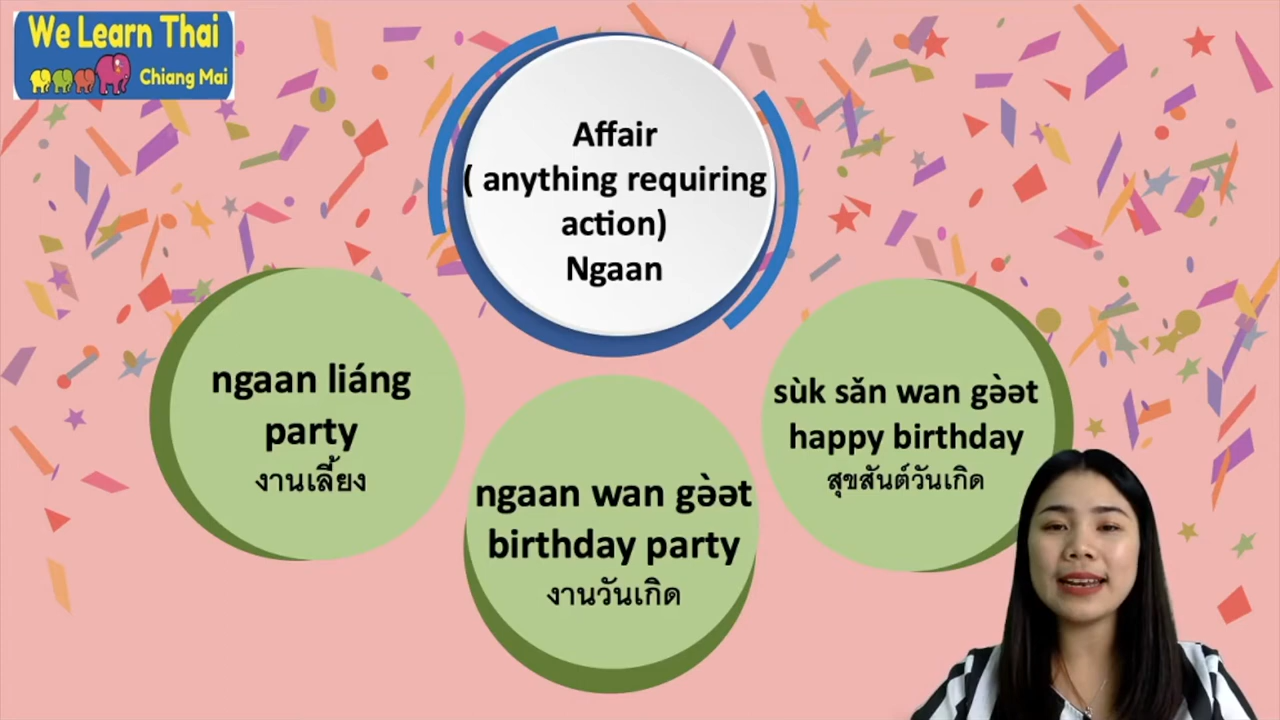 We Learn Thai
Chiang Mai
Affair
( anything requiring
action)
Ngaan
ngaan liáng
party
งานเลี้ยง
ngaan wan gə̀ət
birthday party
งานวันเกิด
sùk sǎn wan gə̀ət
happy birthday
สุขสันต์วันเกิด